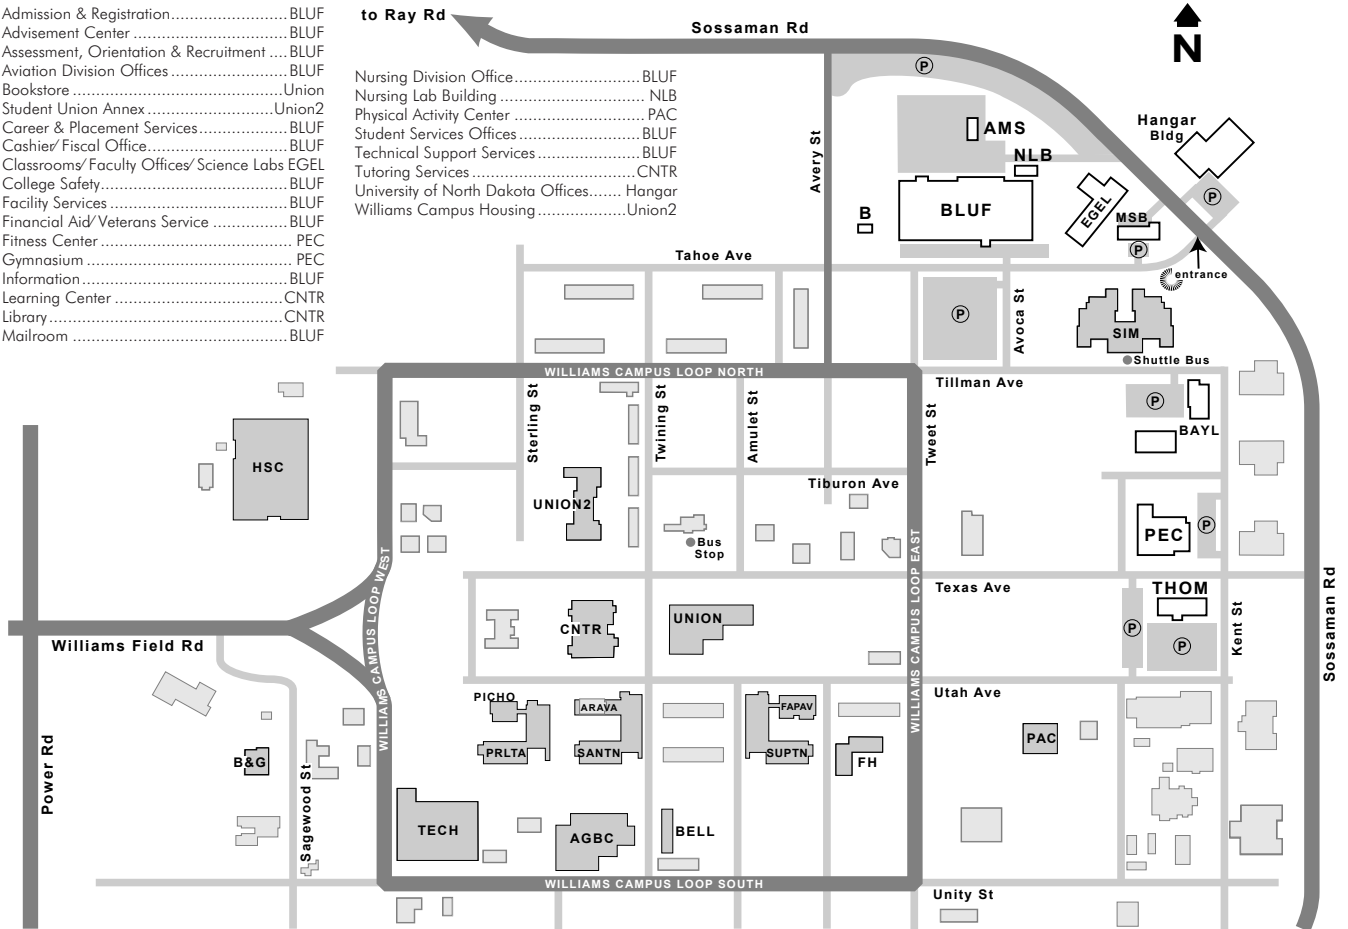 Admission & Registration.........................BLUF
Advisement Center .................................BLUF
Assessment, Orientation & Recruitment ....BLUF
Aviation Division Offices .........................BLUF
Bookstore .............................................Union
Student Union Annex ...........................Union2
Career & Placement Services...................BLUF
Cashier/Fiscal Office..............................BLUF
Classrooms/Faculty Offices/Science Labs EGEL
College Safety........................................BLUF
Facility Services ......................................BLUF
Financial Aid/Veterans Service ................BLUF
Fitness Center ......................................... PEC
Gymnasium ............................................ PEC
Information............................................BLUF
Learning Center ....................................CNTR
Library..................................................CNTR
Mailroom ..............................................BLUF
Nursing Division Office...........................BLUF
Nursing Lab Building ............................... NLB
Physical Activity Center ............................. PAC
Student Services Offices ..........................BLUF
Technical Support Services ......................BLUF
Tutoring Services ...................................CNTR
University of North Dakota Offices....... Hangar
Williams Campus Housing...................Union2
to Ray Rd
Sossaman Rd
N
P
AMS
Hangar
Bldg
NLB
Avery St
BLUF
EGEL
P
B
MSB
P
Tahoe Ave
entrance
Avoca St
P
SIM
Shuttle Bus
WILLIAMS CAMPUS LOOP NORTH
Tillman Ave
P
BAYL
Sterling St
Twining St
Amulet St
Tweet St
HSC
UNION2
Tiburon Ave
Bus
Stop
PEC
P
WILLIAMS CAMPUS LOOP WEST
WILLIAMS CAMPUS LOOP EAST
Texas Ave
THOM
P
P
Kent St
Sossaman Rd
Williams Field Rd
CNTR
UNION
Utah Ave
PICHO
ARAVA
FAPAV
PRLTA
SANTN
SUPTN
FH
PAC
B&G
Power Rd
Sagewood St
TECH
AGBC
BELL
WILLIAMS CAMPUS LOOP SOUTH
Unity St